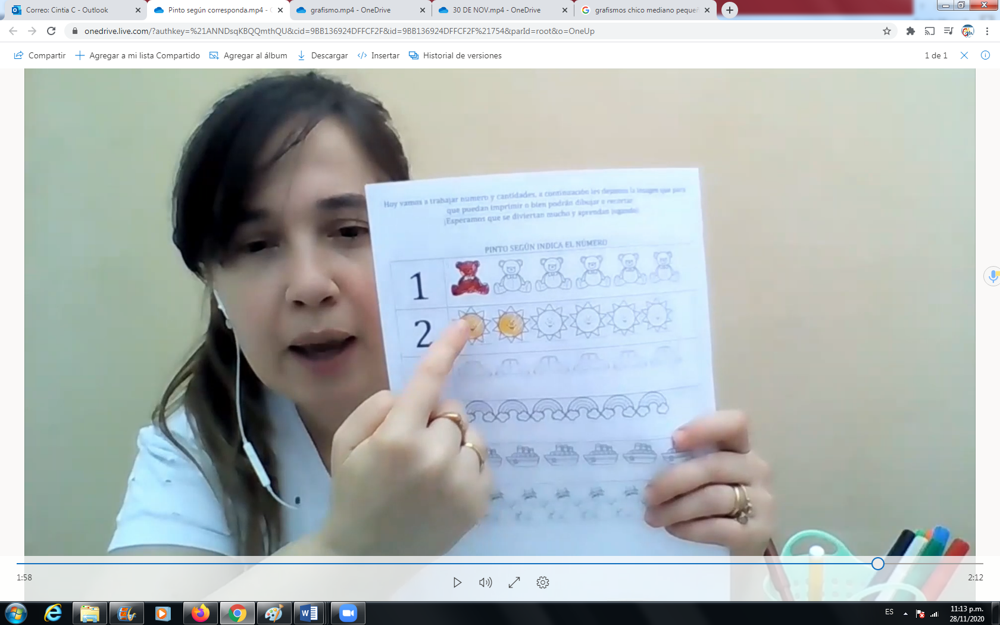 Correo: Cintia C - Outlook
Pinto según corresponda.mp4 -
grafismo.mp4 - OneDrive
30 DE NOV.mp4 - OneDrive
grafismos chico mediano peque
onedrive.live.com/?authkey=%21ANNDsqKBQQmthQU&cid=9BB136924DFFCF2F&id=9BB136924DFFCF2F%21754&parId=root&o=OneUp
Compartir Agregar a mi lista Compartido Agregar al álbum Descargar Insertar Historial de versiones 1 de 1
Hoy vamos a trabajar numero y cantidades, a continuación les dejamos la imagen que para
que puedan imprimir o bien podrán dibujar o recortar
¡Esperamos que se diviertan mucho y aprendan jugando!
PINTO SEGÚN INDICA EL NÚMERO
1
2
1:58
2:12
ES
11:13 p.m.
28/11/2020